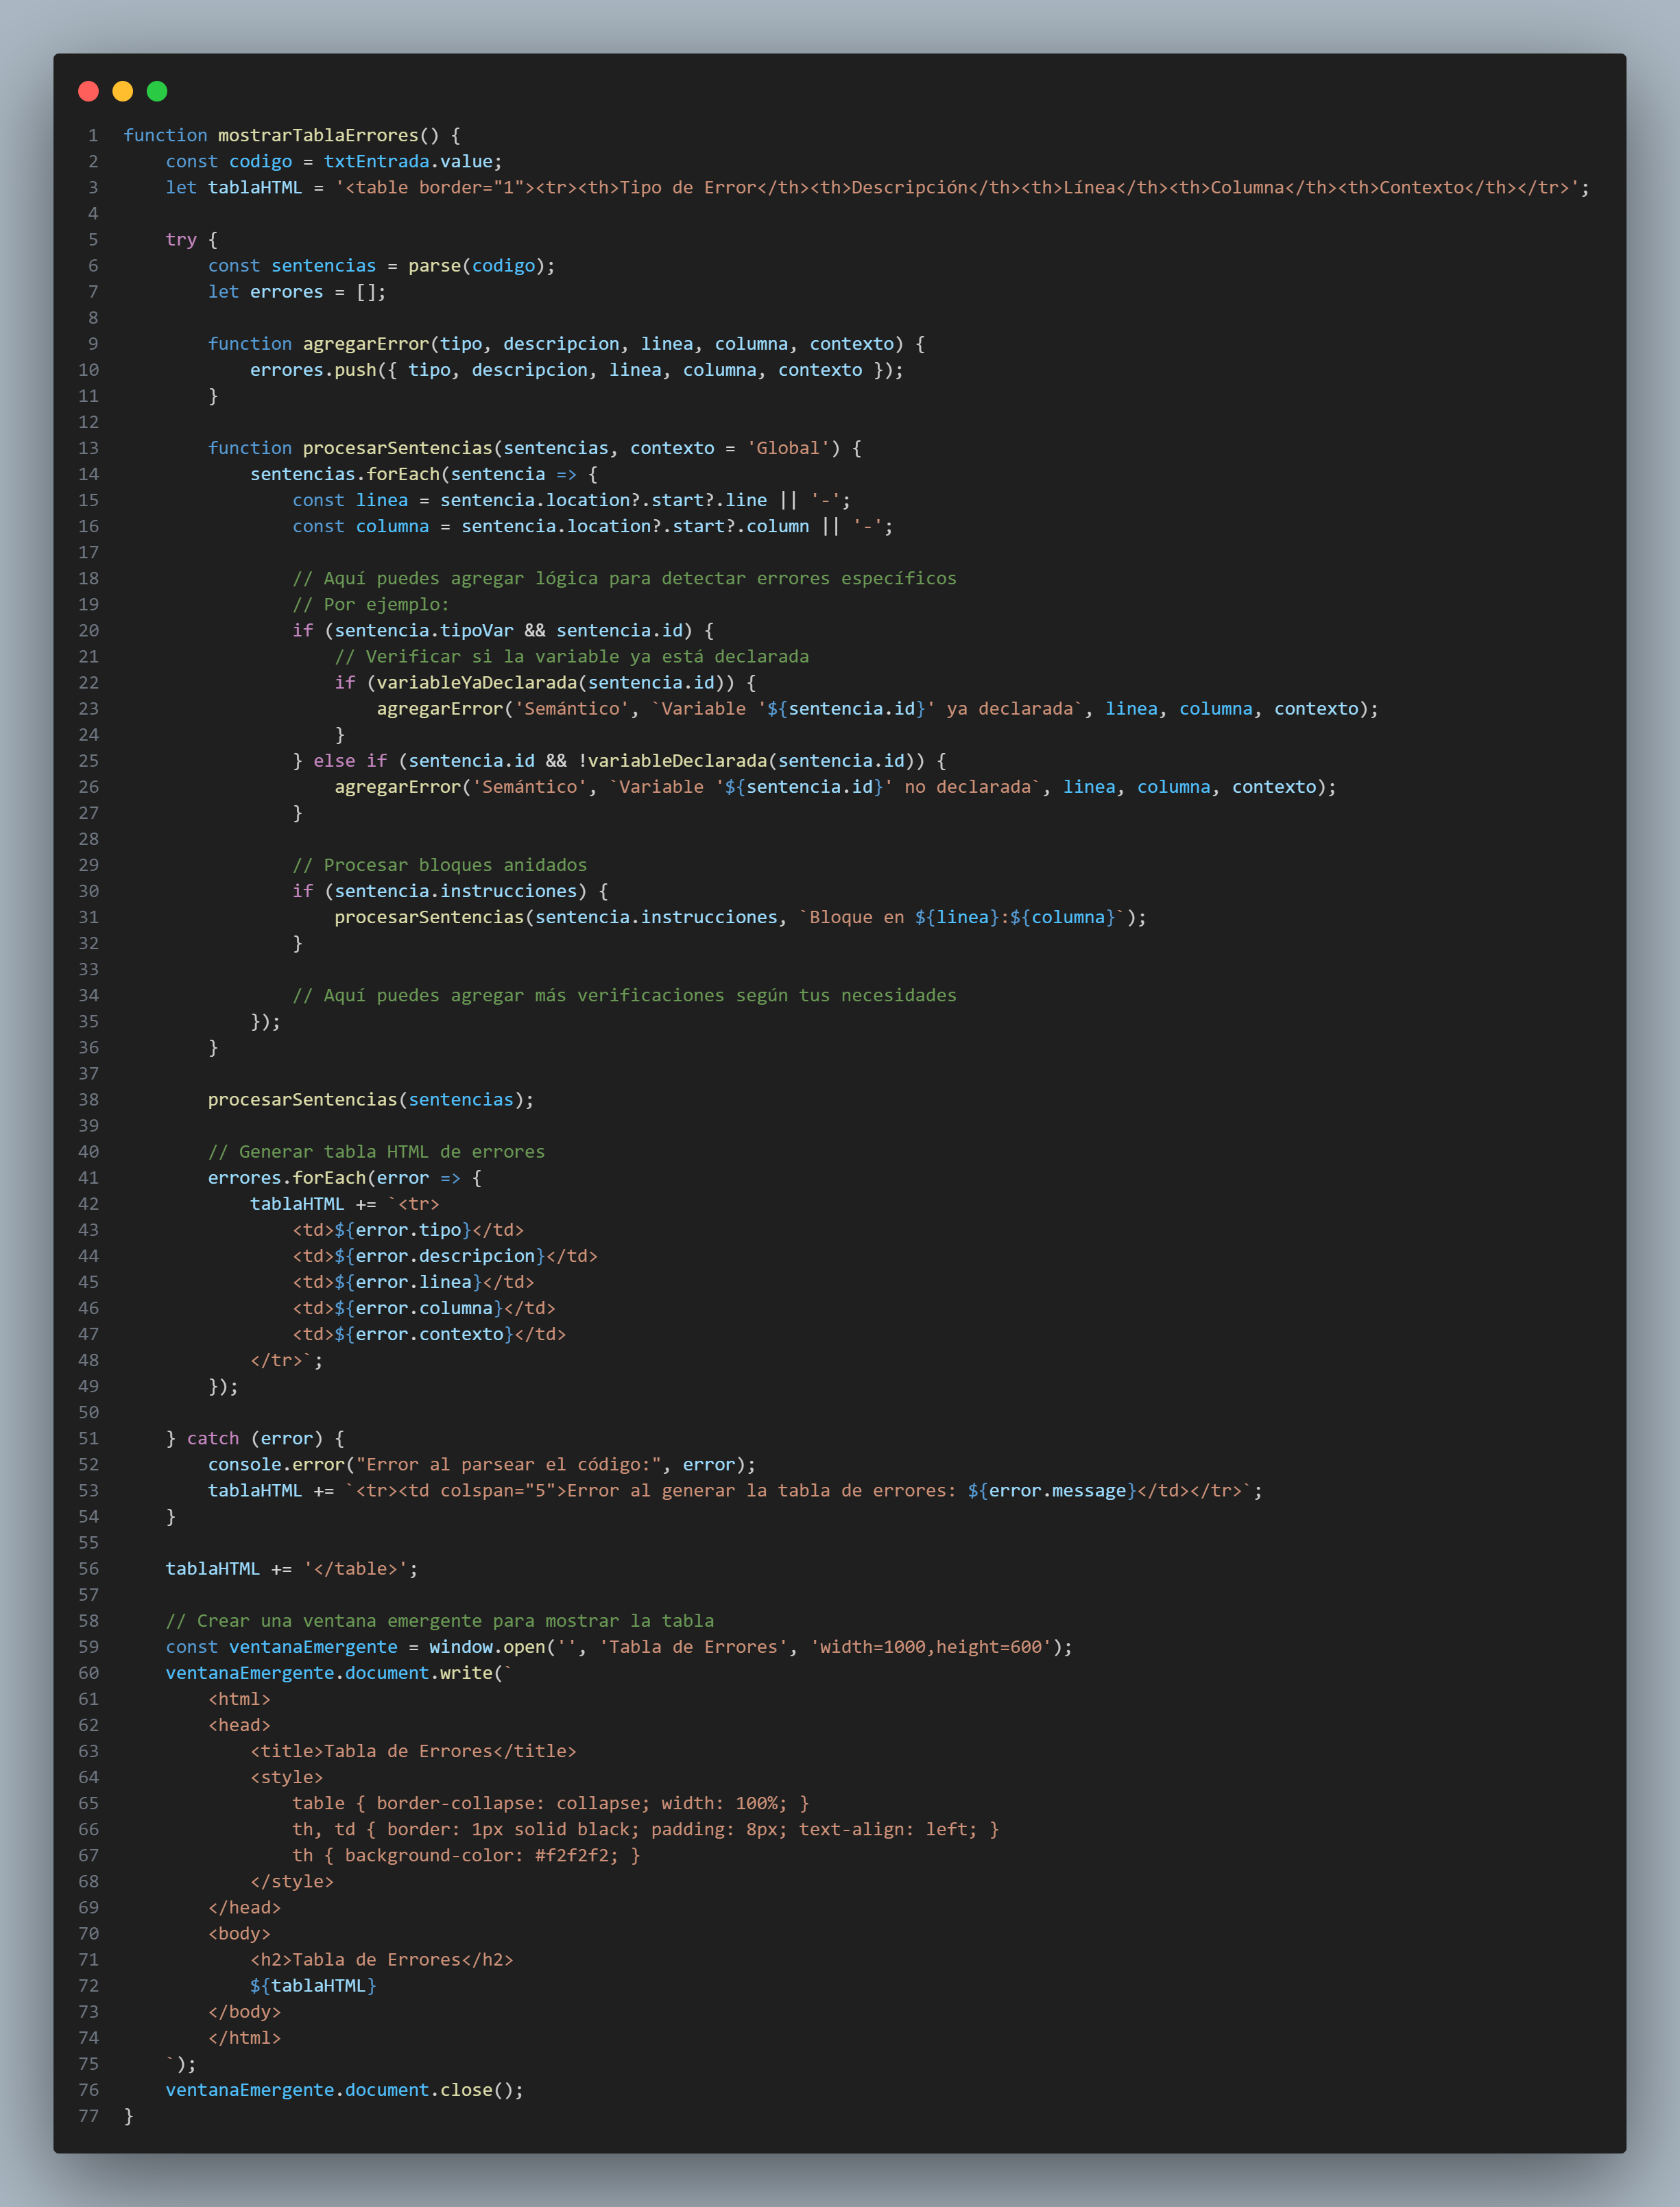 1 function mostrarTablaErrores() {
2     const codigo = txtEntrada.value;
3     let tablaHTML = '<table border="1"><tr><th>Tipo de Error</th><th>Descripción</th><th>Línea</th><th>Columna</th><th>Contexto</th></tr>';
4
5     try {
6         const sentencias = parse(codigo);
7         let errores = [];
8
9         function agregarError(tipo, descripcion, linea, columna, contexto) {
10             errores.push({ tipo, descripcion, linea, columna, contexto });
11         }
12
13         function procesarSentencias(sentencias, contexto = 'Global') {
14             sentencias.forEach(sentencia => {
15                 const linea = sentencia.location?.start?.line || '-';
16                 const columna = sentencia.location?.start?.column || '-';
17
18                 // Aquí puedes agregar lógica para detectar errores específicos
19                 // Por ejemplo:
20                 if (sentencia.tipoVar && sentencia.id) {
21                     // Verificar si la variable ya está declarada
22                     if (variableYaDeclarada(sentencia.id)) {
23                         agregarError('Semántico', `Variable '${sentencia.id}' ya declarada`, linea, columna, contexto);
24                     }
25                 } else if (sentencia.id && !variableDeclarada(sentencia.id)) {
26                     agregarError('Semántico', `Variable '${sentencia.id}' no declarada`, linea, columna, contexto);
27                 }
28
29                 // Procesar bloques anidados
30                 if (sentencia.instrucciones) {
31                     procesarSentencias(sentencia.instrucciones, `Bloque en ${linea}:${columna}`);
32                 }
33
34                 // Aquí puedes agregar más verificaciones según tus necesidades
35             });
36         }
37
38         procesarSentencias(sentencias);
39
40         // Generar tabla HTML de errores
41         errores.forEach(error => {
42             tablaHTML += `<tr>
43                 <td>${error.tipo}</td>
44                 <td>${error.descripcion}</td>
45                 <td>${error.linea}</td>
46                 <td>${error.columna}</td>
47                 <td>${error.contexto}</td>
48             </tr>`;
49         });
50
51     } catch (error) {
52         console.error("Error al parsear el código:", error);
53         tablaHTML += `<tr><td colspan="5">Error al generar la tabla de errores: ${error.message}</td></tr>`;
54     }
55
56     tablaHTML += '</table>';
57
58     // Crear una ventana emergente para mostrar la tabla
59     const ventanaEmergente = window.open('', 'Tabla de Errores', 'width=1000,height=600');
60     ventanaEmergente.document.write(`
61         <html>
62         <head>
63             <title>Tabla de Errores</title>
64             <style>
65                 table { border-collapse: collapse; width: 100%; }
66                 th, td { border: 1px solid black; padding: 8px; text-align: left; }
67                 th { background-color: #f2f2f2; }
68             </style>
69         </head>
70         <body>
71             <h2>Tabla de Errores</h2>
72             ${tablaHTML}
73         </body>
74         </html>
75     `);
76     ventanaEmergente.document.close();
77 }